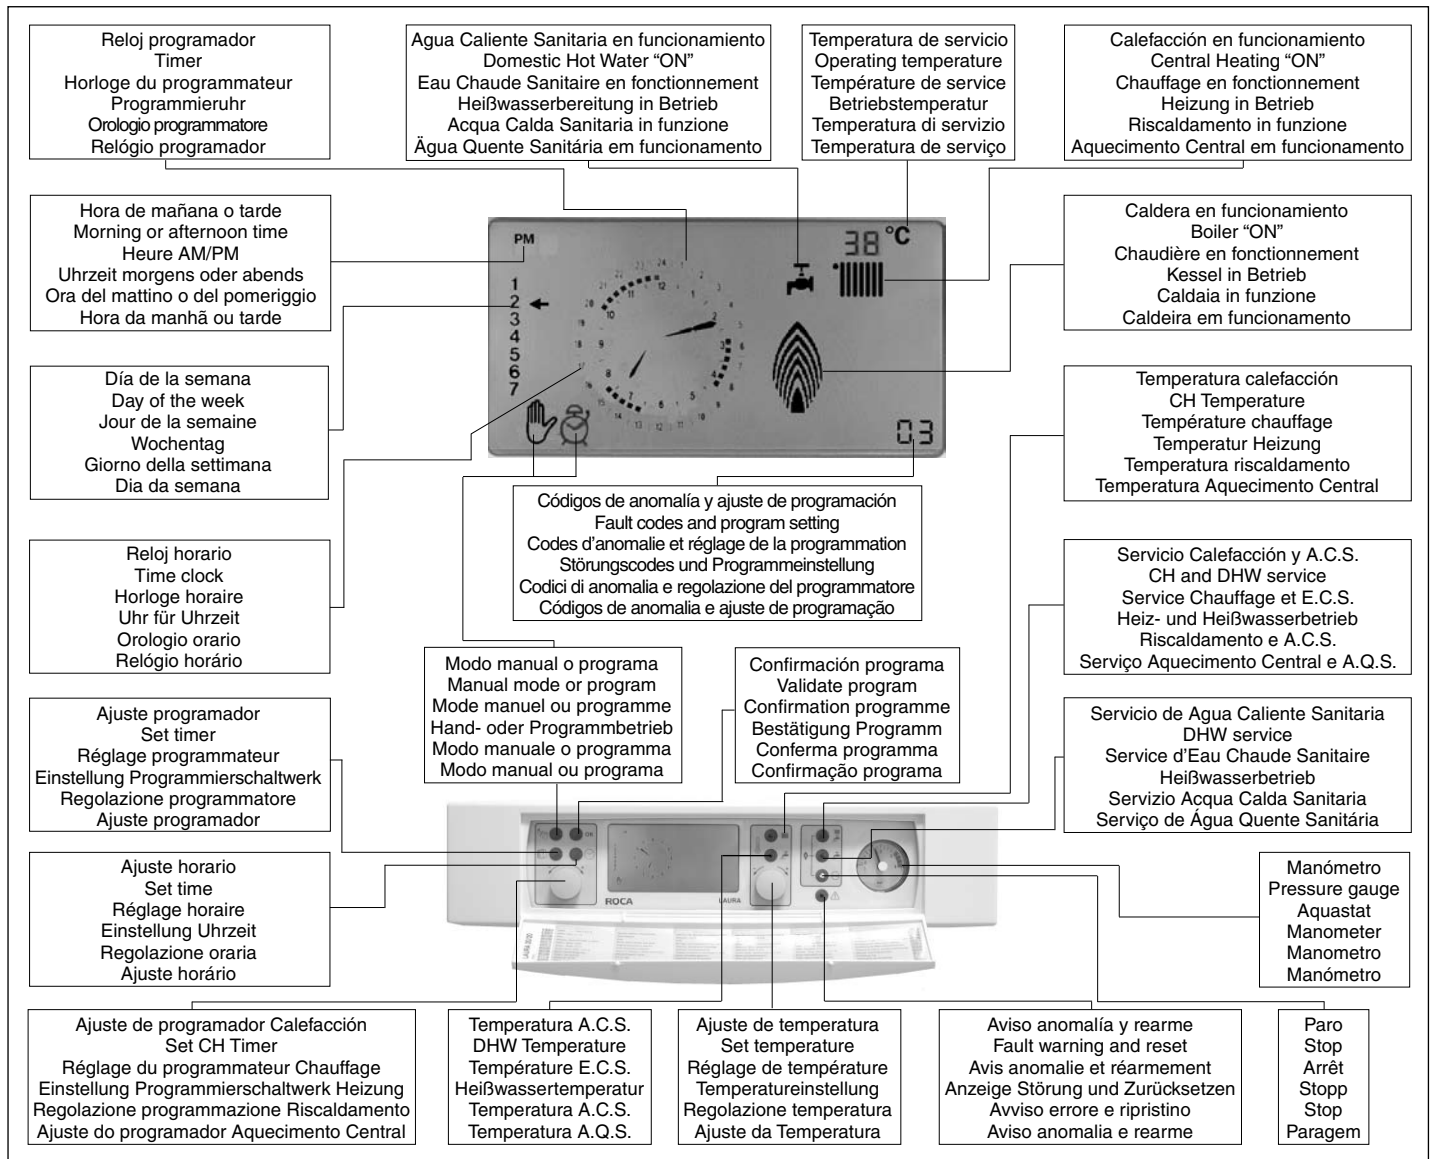 Reloj programador
Timer
Horloge du programmateur
Programmieruhr
Orologio programmatore
Relógio programador
Agua Caliente Sanitaria en funcionamiento
Domestic Hot Water “ON”
Eau Chaude Sanitaire en fonctionnement
Heißwasserbereitung in Betrieb
Acqua Calda Sanitaria in funzione
Ägua Quente Sanitária em funcionamento
Temperatura de servicio
Operating temperature
Température de service
Betriebstemperatur
Temperatura di servizio
Temperatura de serviço
Calefacción en funcionamiento
Central Heating “ON”
Chauffage en fonctionnement
Heizung in Betrieb
Riscaldamento in funzione
Aquecimento Central em funcionamento
Hora de mañana o tarde
Morning or afternoon time
Heure AM/PM
Uhrzeit morgens oder abends
Ora del mattino o del pomeriggio
Hora da manhã ou tarde
PM
38 °C
1
2
3
4
5
6
7
03
Caldera en funcionamiento
Boiler “ON”
Chaudière en fonctionnement
Kessel in Betrieb
Caldaia in funzione
Caldeira em funcionamento
Día de la semana
Day of the week
Jour de la semaine
Wochentag
Giorno della settimana
Dia da semana
Temperatura calefacción
CH Temperature
Température chauffage
Temperatur Heizung
Temperatura riscaldamento
Temperatura Aquecimento Central
Códigos de anomalía y ajuste de programación
Fault codes and program setting
Codes d’anomalie et réglage de la programmation
Störungscodes und Programmeinstellung
Codici di anomalia e regolazione del programmatore
Códigos de anomalia e ajuste de programação
Reloj horario
Time clock
Horloge horaire
Uhr für Uhrzeit
Orologio orario
Relógio horário
Servicio Calefacción y A.C.S.
CH and DHW service
Service Chauffage et E.C.S.
Heiz- und Heißwasserbetrieb
Riscaldamento e A.C.S.
Serviço Aquecimento Central e A.Q.S.
Modo manual o programa
Manual mode or program
Mode manuel ou programme
Hand- oder Programmbetrieb
Modo manuale o programma
Modo manual ou programa
Confirmación programa
Validate program
Confirmation programme
Bestätigung Programm
Conferma programma
Confirmação programa
Ajuste programador
Set timer
Réglage programmateur
Einstellung Programmierschaltwerk
Regolazione programmatore
Ajuste programador
Servicio de Agua Caliente Sanitaria
DHW service
Service d’Eau Chaude Sanitaire
Heißwasserbetrieb
Servizio Acqua Calda Sanitaria
Serviço de Água Quente Sanitária
Ajuste horario
Set time
Réglage horaire
Einstellung Uhrzeit
Regolazione oraria
Ajuste horário
OK
ROCA
LAURA
LAURA 20/20
Manómetro
Pressure gauge
Aquastat
Manometer
Manometro
Manómetro
Ajuste de programador Calefacción
Set CH Timer
Réglage du programmateur Chauffage
Einstellung Programmierschaltwerk Heizung
Regolazione programmazione Riscaldamento
Ajuste do programador Aquecimento Central
Temperatura A.C.S.
DHW Temperature
Température E.C.S.
Heißwassertemperatur
Temperatura A.C.S.
Temperatura A.Q.S.
Ajuste de temperatura
Set temperature
Réglage de température
Temperatureinstellung
Regolazione temperatura
Ajuste da Temperatura
Aviso anomalía y rearme
Fault warning and reset
Avis anomalie et réarmement
Anzeige Störung und Zurücksetzen
Avviso errore e ripristino
Aviso anomalia e rearme
Paro
Stop
Arrêt
Stopp
Stop
Paragem